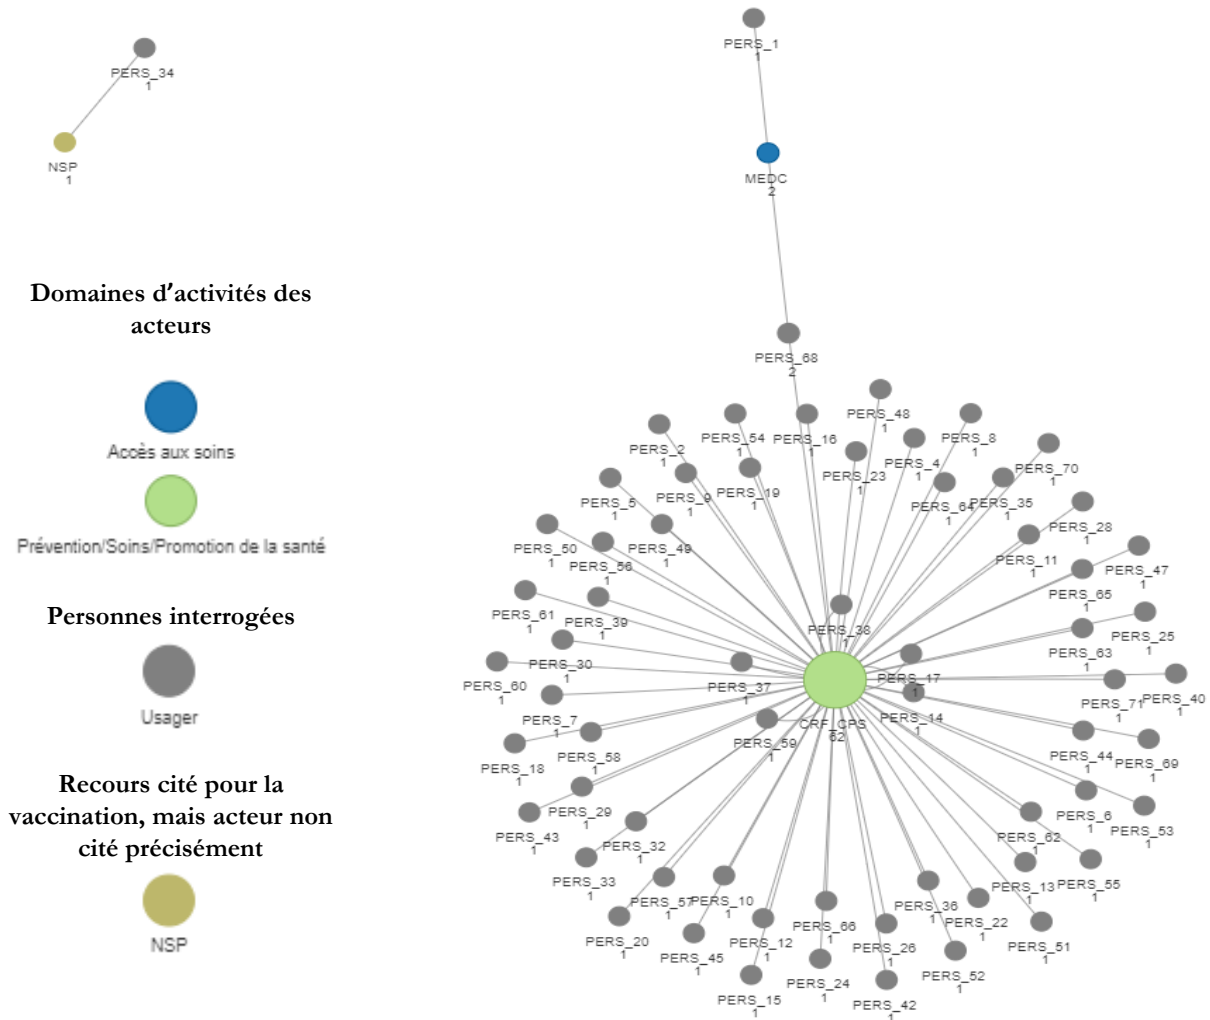 PERS_34
1
NSP
1
Domaines d'activités des
acteurs
Accès aux soins
Prévention/Soins/Promotion de la santé
Personnes interrogées
Usager
Recours cité pour la
vaccination, mais acteur non
cité précisément
NSP
PERS_1
1
MEDC
2
PERS_68
2
PERS_48
1
PERS_2
1
PERS_54
1
PERS_16
1
PERS_8
1
PERS_4
1
PERS_70
1
PERS_23
1
PERS_5
1
PERS_9
1
PERS_19
1
PERS_64
1
PERS_35
1
PERS_28
1
PERS_50
1
PERS_49
1
PERS_56
1
PERS_11
1
PERS_47
1
PERS_65
1
PERS_61
1
PERS_39
1
PERS_38
1
PERS_25
1
PERS_63
1
PERS_30
1
PERS_60
1
PERS_37
1
PERS_17
1
PERS_71
1
PERS_40
1
PERS_7
1
PERS_14
1
CRF_CPS
62
PERS_59
1
PERS_18
1
PERS_58
1
PERS_44
1
PERS_69
1
PERS_29
1
PERS_43
1
PERS_6
1
PERS_53
1
PERS_32
1
PERS_62
1
PERS_33
1
PERS_13
1
PERS_55
1
PERS_57
1
PERS_10
1
PERS_36
1
PERS_22
1
PERS_20
1
PERS_45
1
PERS_12
1
PERS_66
1
PERS_26
1
PERS_51
1
PERS_15
1
PERS_24
1
PERS_42
1
PERS_52
1